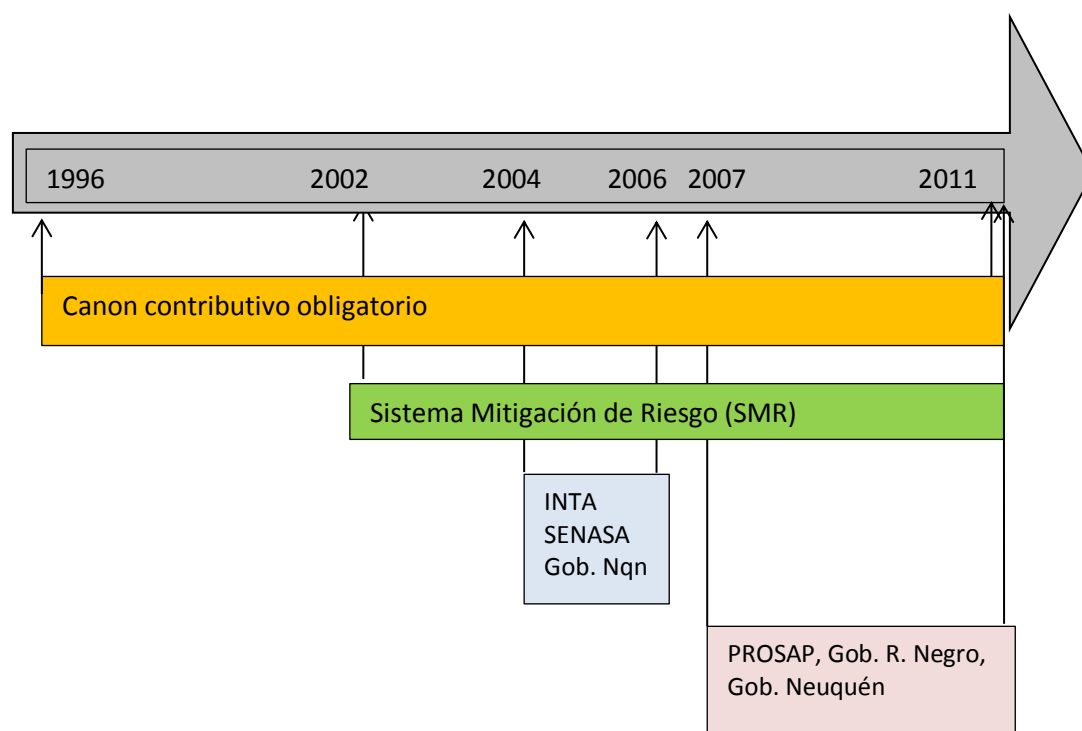 1996 2002 2004 2006 2007 2011
Canon contributivo obligatorio
Sistema Mitigación de Riesgo (SMR)
INTA
SENASA
Gob. Nqn
PROSAP, Gob. R. Negro,
Gob. Neuquén